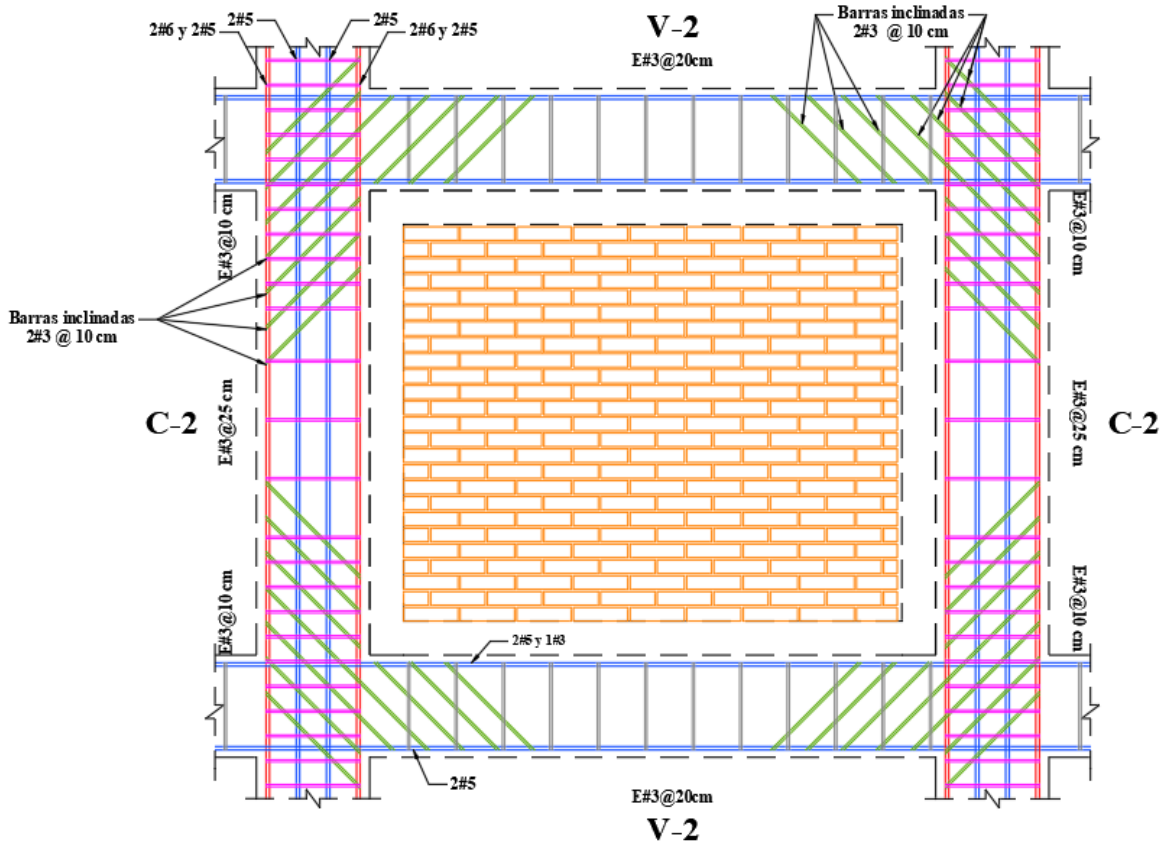 2#5
2#5
2#6 y 2#5
2#6 y 2#5
V-2
E#3@20cm
Barras inclinadas
2#3 @ 10 cm
E#3@10 cm
E#3@10 cm
Barras inclinadas
2#3 @ 10 cm
C-2
E#3@25 cm
E#3@25 cm
C-2
E#3@10 cm
E#3@10 cm
2#5 y 1#3
2#5
E#3@20cm
V-2